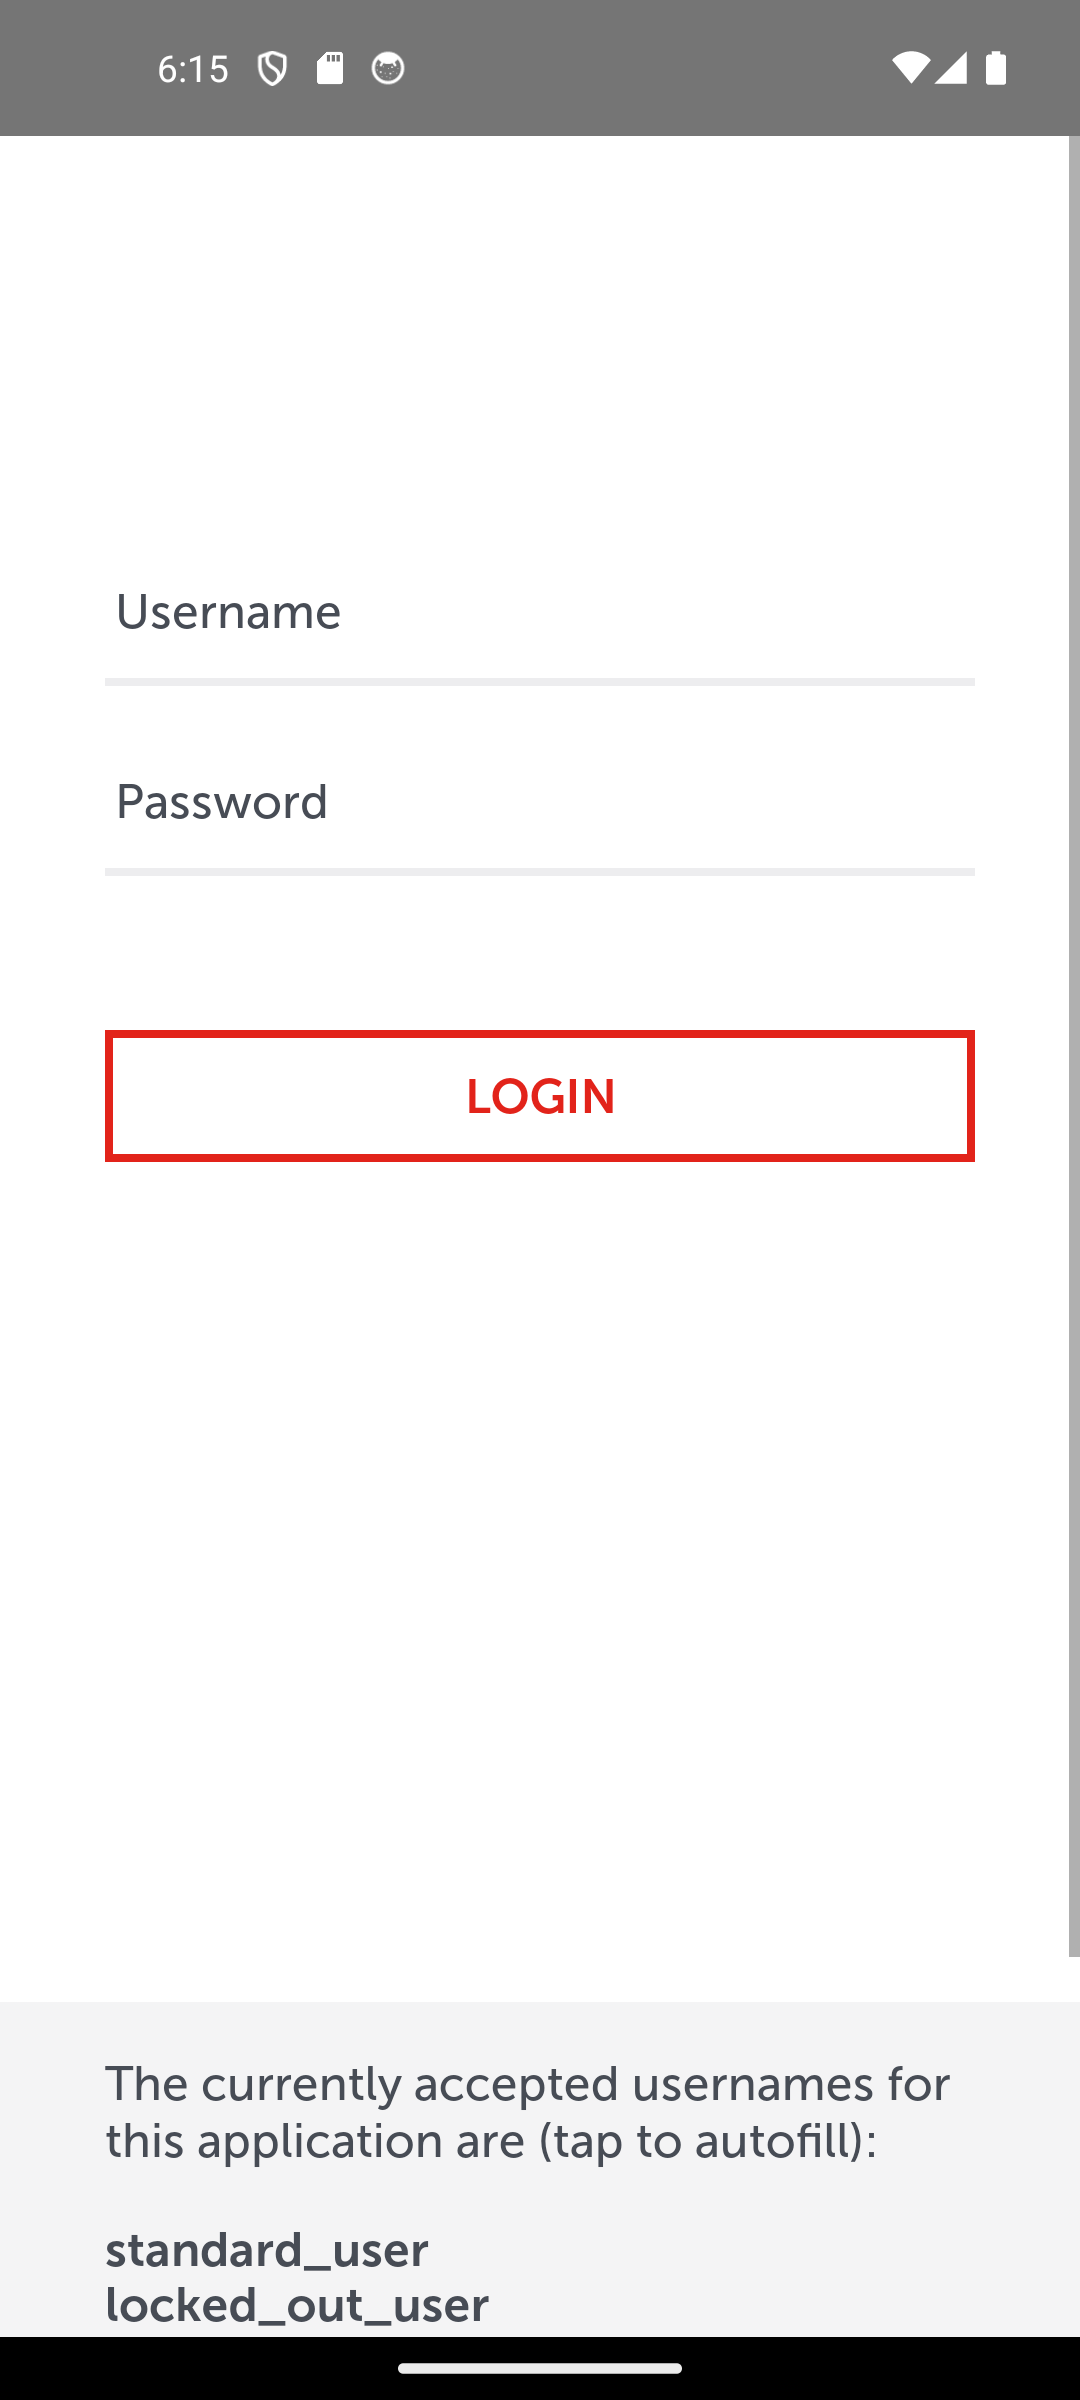 6:15
Username
Password
LOGIN
The currently accepted usernames for
this application are (tap to autofill):
standard_user
locked_out_user